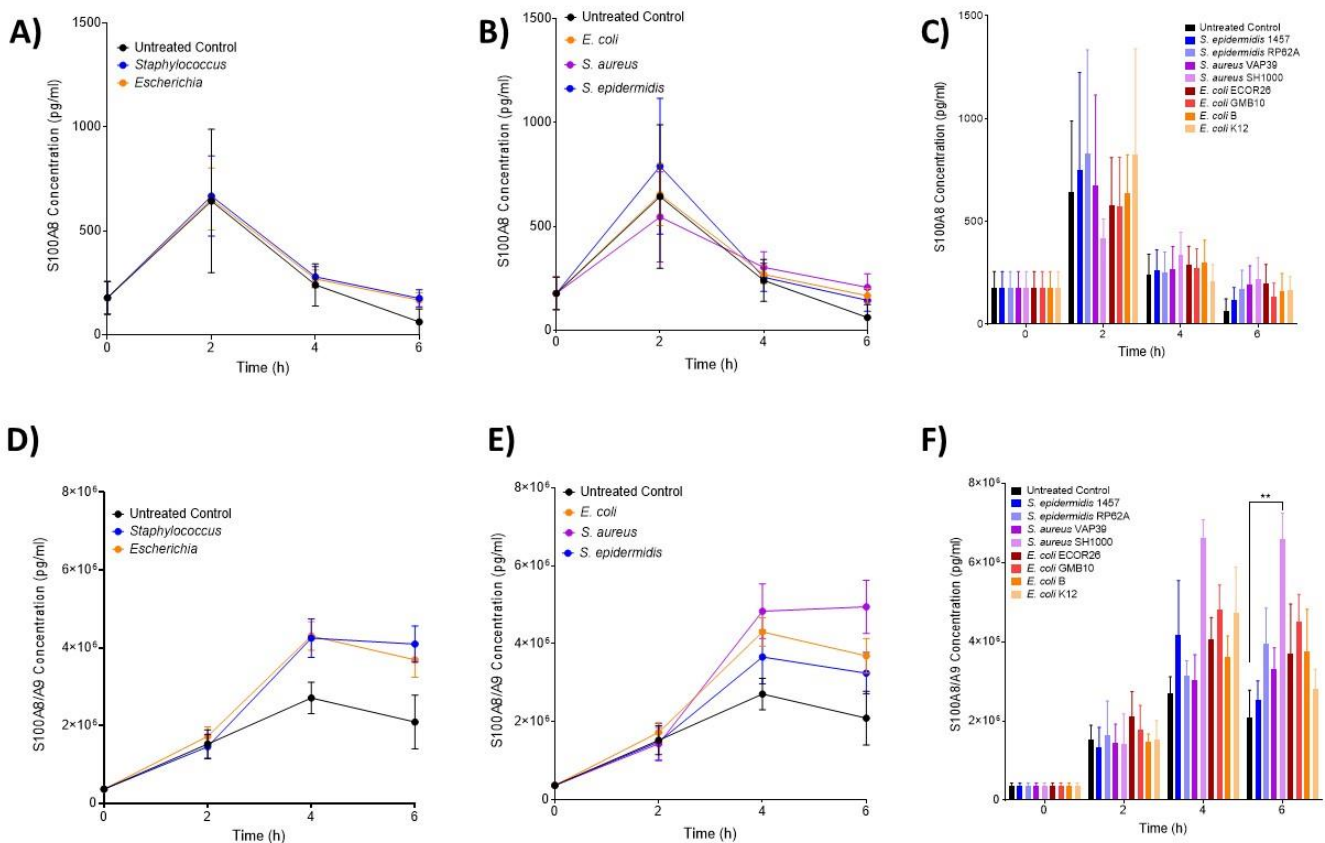 A)
1500
1000
500
0
S100A8 Concentration (pg/ml)
Untreated Control
Staphylococcus
Escherichia
0 2 4 6
Time (h)
B)
1500
1000
500
0
S100A8 Concentration (pg/ml)
Untreated Control
E. coli
S. aureus
S. epidermidis
0 2 4 6
Time (h)
C)
1500
1000
500
0
S100A8 Concentration (pg/ml)
Untreated Control
S. epidermidis 1457
S. epidermidis RP62A
S. aureus VAP39
S. aureus SH1000
E. coli ECOR26
E. coli GMB10
E. coli B
E. coli K12
0 2 4 6
Time (h)
D)
8×10⁶
6×10⁶
4×10⁶
2×10⁶
0
S100A8/A9 Concentration (pg/ml)
Untreated Control
Staphylococcus
Escherichia
0 2 4 6
Time (h)
E)
8×10⁶
6×10⁶
4×10⁶
2×10⁶
0
S100A8/A9 Concentration (pg/ml)
Untreated Control
E. coli
S. aureus
S. epidermidis
0 2 4 6
Time (h)
F)
8×10⁶
6×10⁶
4×10⁶
2×10⁶
0
S100A8/A9 Concentration (pg/ml)
Untreated Control
S. epidermidis 1457
S. epidermidis RP62A
S. aureus VAP39
S. aureus SH1000
E. coli ECOR26
E. coli GMB10
E. coli B
E. coli K12
**
0 2 4 6
Time (h)